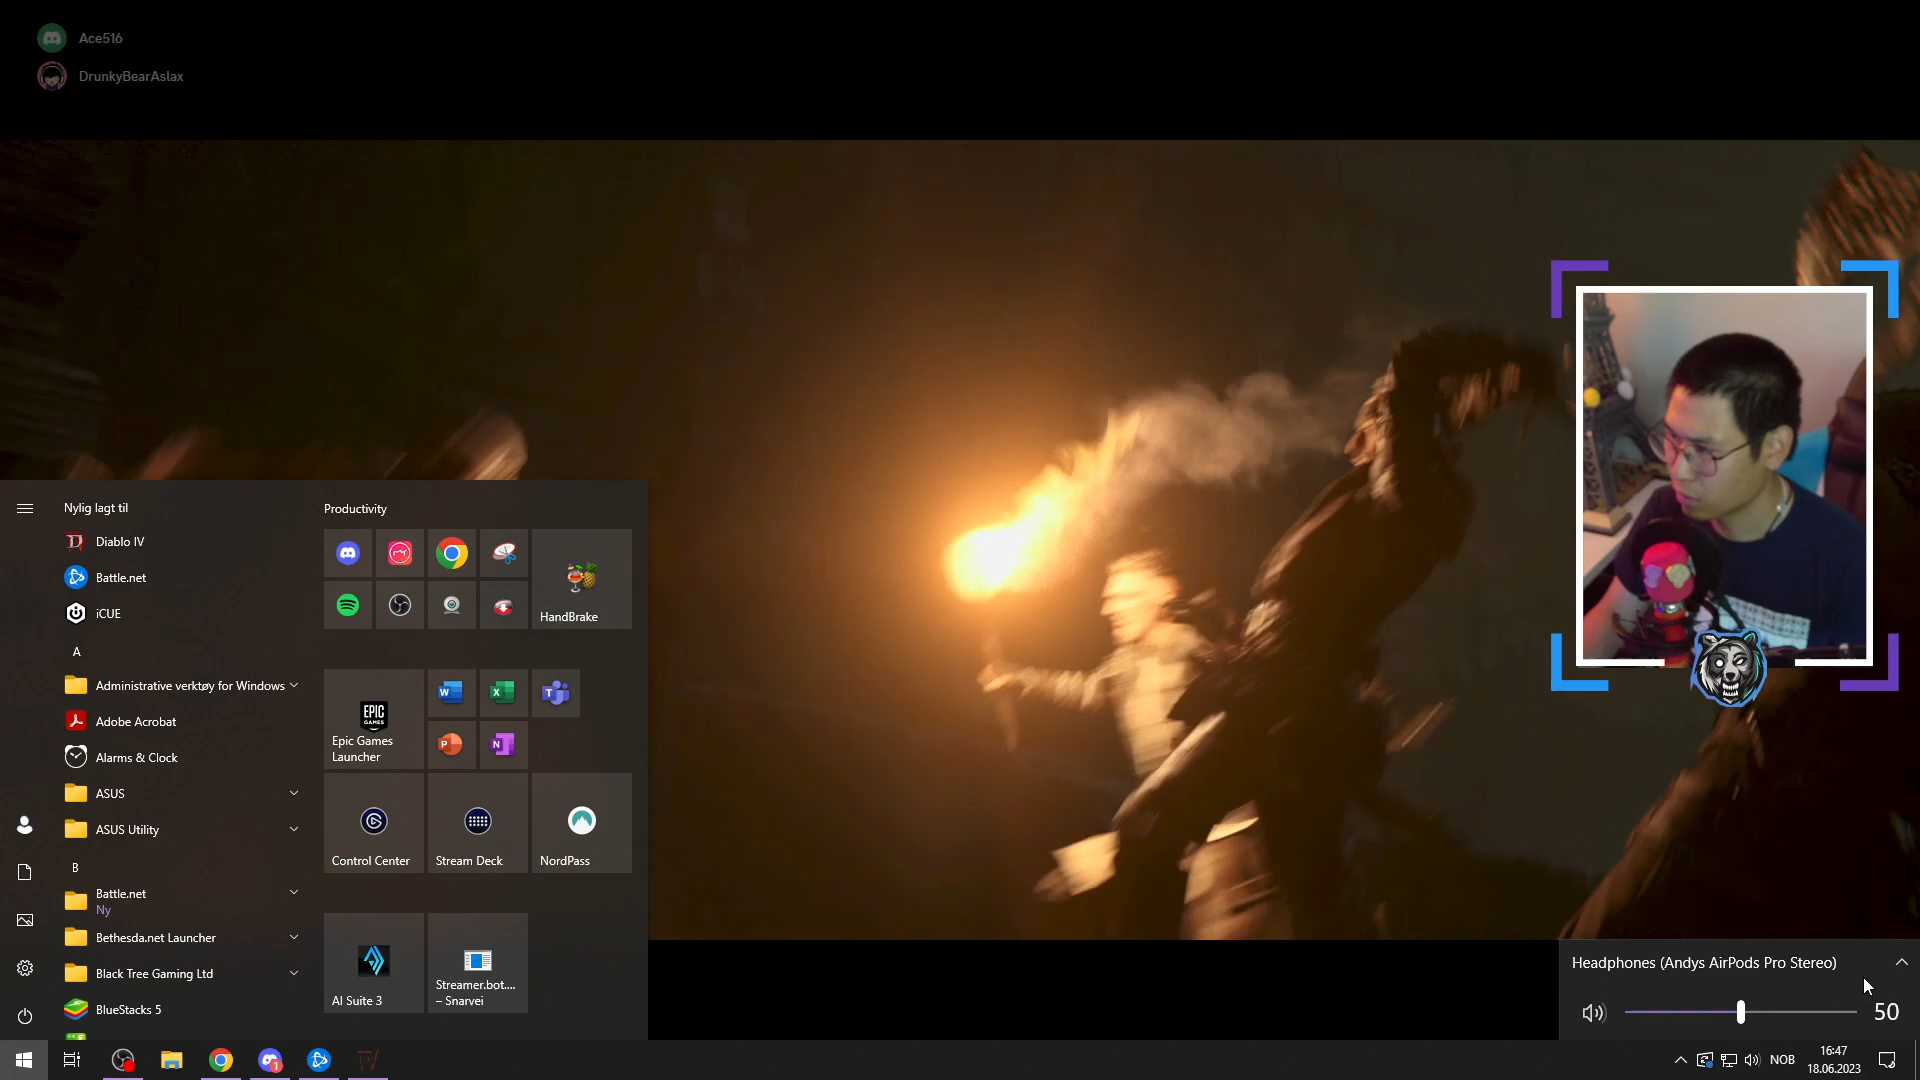 Ace516
DrunkyBearAslax
Nylig lagt til
Diablo IV
Battle.net
iCUE
A
Administrative verktøy for Windows
Adobe Acrobat
Alarms & Clock
ASUS
ASUS Utility
B
Battle.net
Ny
Bethesda.net Launcher
Black Tree Gaming Ltd
BlueStacks 5
Productivity
HandBrake
EPIC
GAMES
Epic Games
Launcher
Control Center
Stream Deck
NordPass
AI Suite 3
Streamer.bot....
– Snarvei
Headphones (Andys AirPods Pro Stereo)
50
1
NOB
16:47
18.06.2023